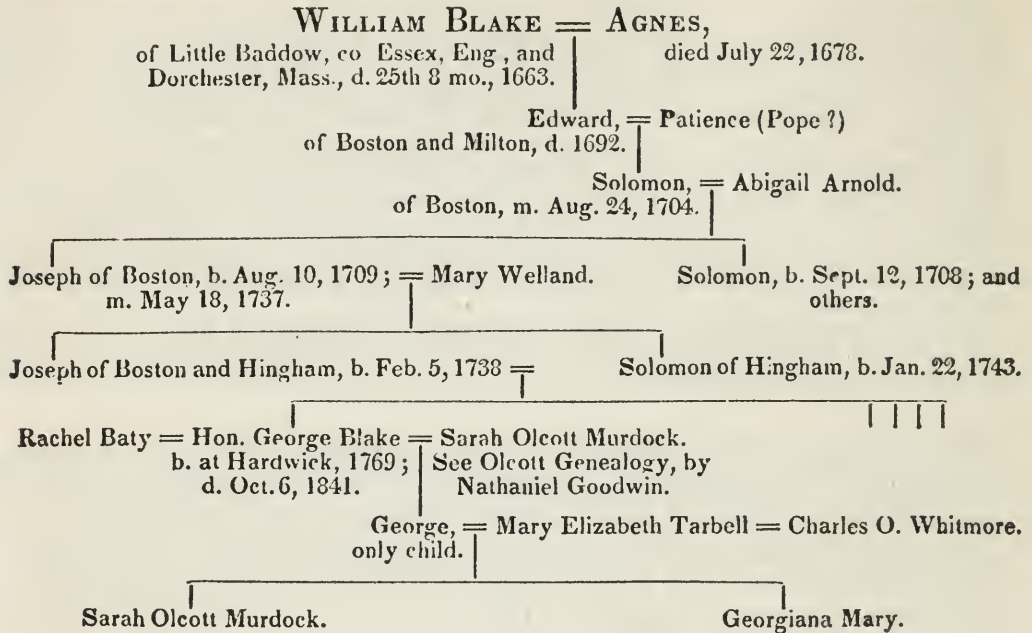 WILLIAM BLAKE = AGNES,
of Little Baddow, co Essex, Eng , and died July 22, 1678.
Dorchester, Mass., d. 25th 8 mo., 1663.
Edward, = Patience (Pope ?)
of Boston and Milton, d. 1692.
Solomon, = Abigail Arnold.
of Boston, m. Aug. 24, 1704.
Joseph of Boston, b. Aug. 10, 1709 ; = Mary Welland. Solomon, b. Sept. 12, 1708 ; and
m. May 18, 1737. others.
Joseph of Boston and Hingham, b. Feb. 5, 1738 = Solomon of Hingham, b. Jan. 22, 1743.
Rachel Baty = Hon. George Blake = Sarah Olcott Murdock.
b. at Hardwick, 1769 ; See Olcott Genealogy, by
d. Oct. 6, 1841. Nathaniel Goodwin.
George, = Mary Elizabeth Tarbell = Charles O. Whitmore.
only child.
Sarah Olcott Murdock. Georgiana Mary.